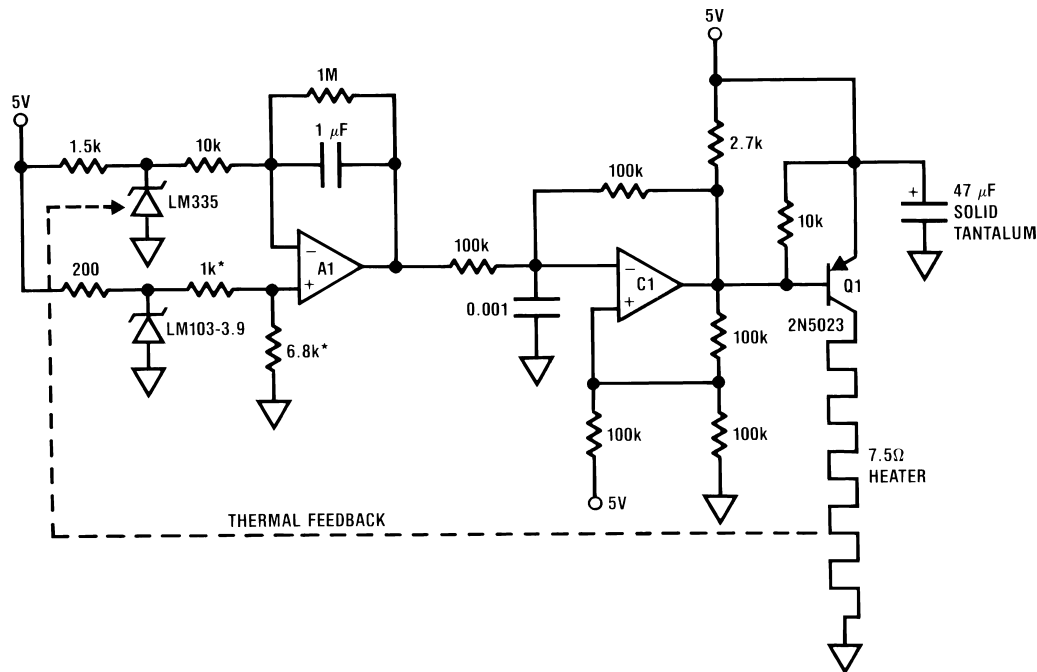 5V
1M
5V
1 μF
1.5k
10k
2.7k
100k
LM335
10k
+
47 μF
SOLID
TANTALUM
−
A1
100k
−
C1
Q1
200
1k*
+
0.001
+
2N5023
LM103-3.9
6.8k*
100k
100k
100k
7.5Ω
HEATER
5V
THERMAL FEEDBACK